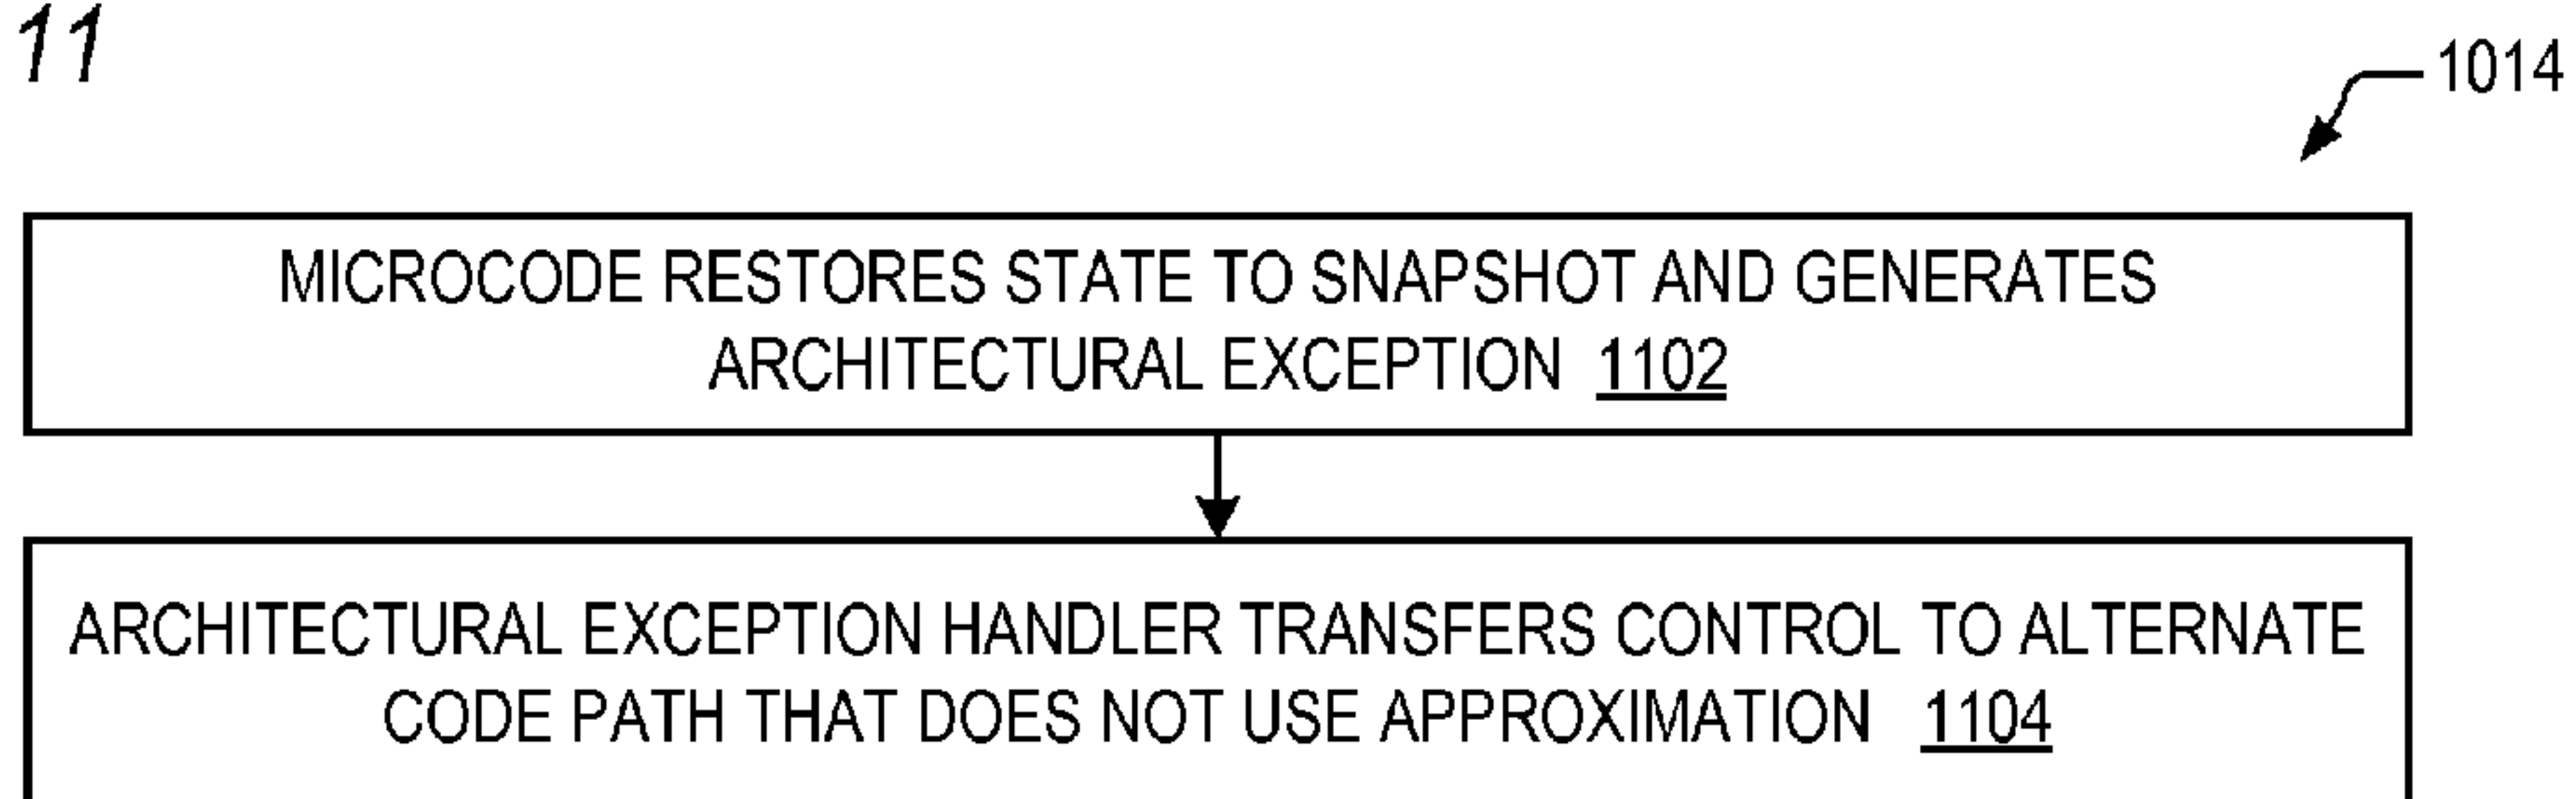 11
1014
MICROCODE RESTORES STATE TO SNAPSHOT AND GENERATES
ARCHITECTURAL EXCEPTION 1102
ARCHITECTURAL EXCEPTION HANDLER TRANSFERS CONTROL TO ALTERNATE
CODE PATH THAT DOES NOT USE APPROXIMATION 1104